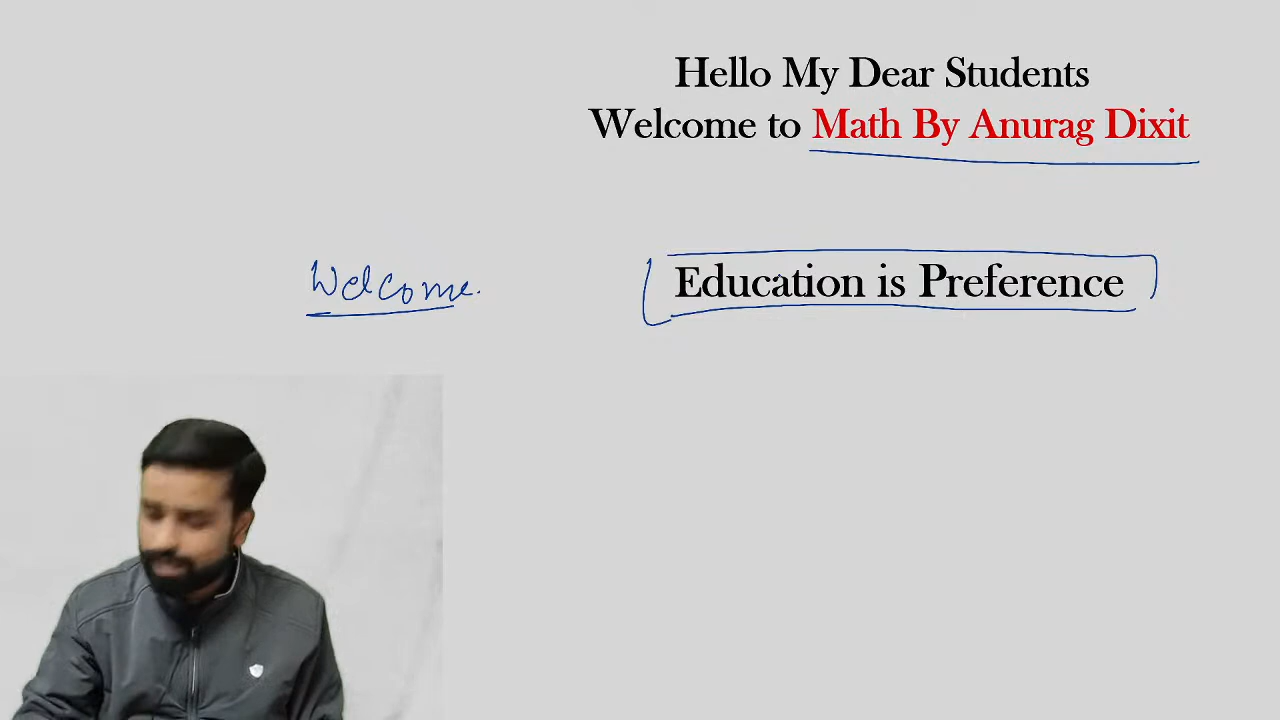 Hello My Dear Students
Welcome to Math By Anurag Dixit
Welcome.
Education is Preference